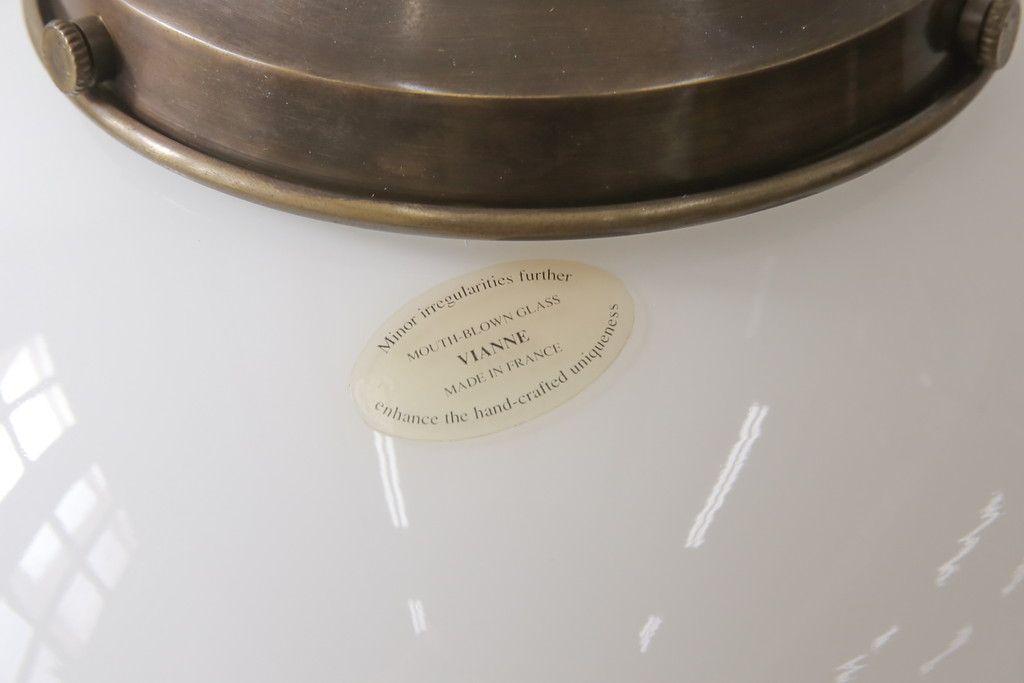 Minor irregularities further
MOUTH-BLOWN GLASS
VIANNE
MADE IN FRANCE
enhance the hand-crafted uniqueness